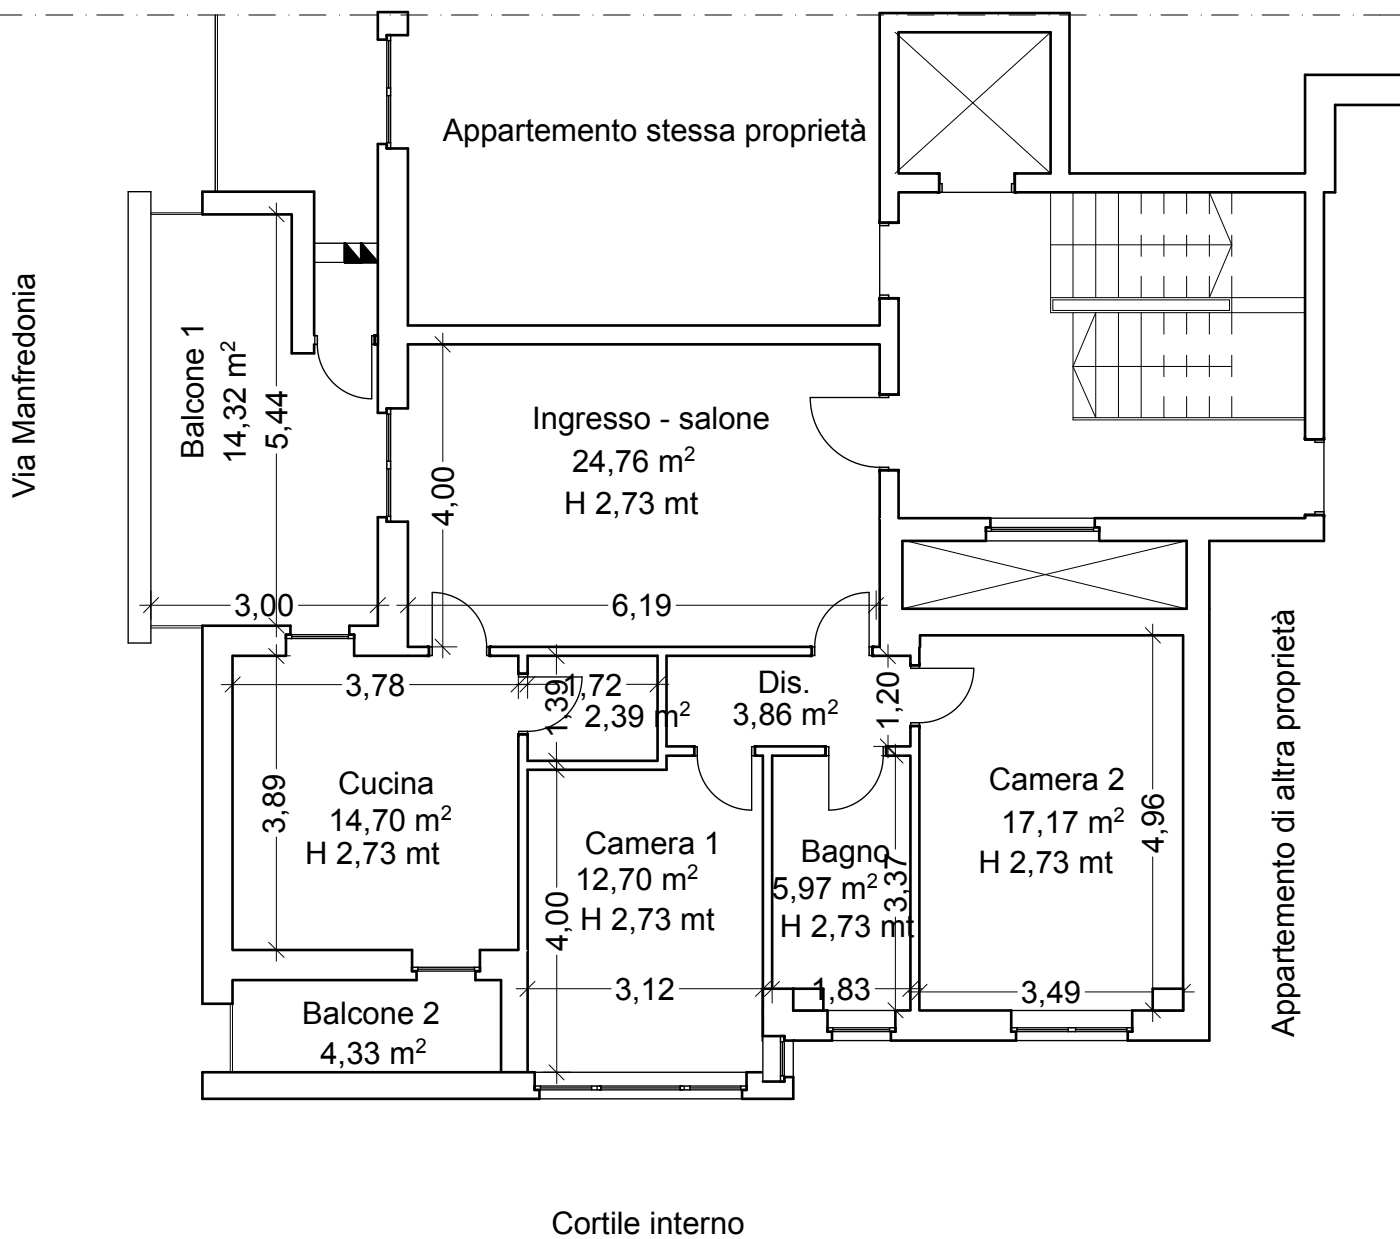 Appartemento stessa proprietà
Via Manfredonia
Balcone 1
14,32 m²
5,44
3,00
Ingresso - salone
24,76 m²
H 2,73 mt
4,00
6,19
3,78
3,89
Cucina
14,70 m²
H 2,73 mt
1,72
1,39
2,39 m²
Dis.
3,86 m²
1,20
Camera 1
12,70 m²
H 2,73 mt
4,00
3,12
Bagno
5,97 m²
H 2,73 mt
3,37
1,83
Camera 2
17,17 m²
H 2,73 mt
4,96
3,49
Appartemento di altra proprietà
Balcone 2
4,33 m²
Cortile interno